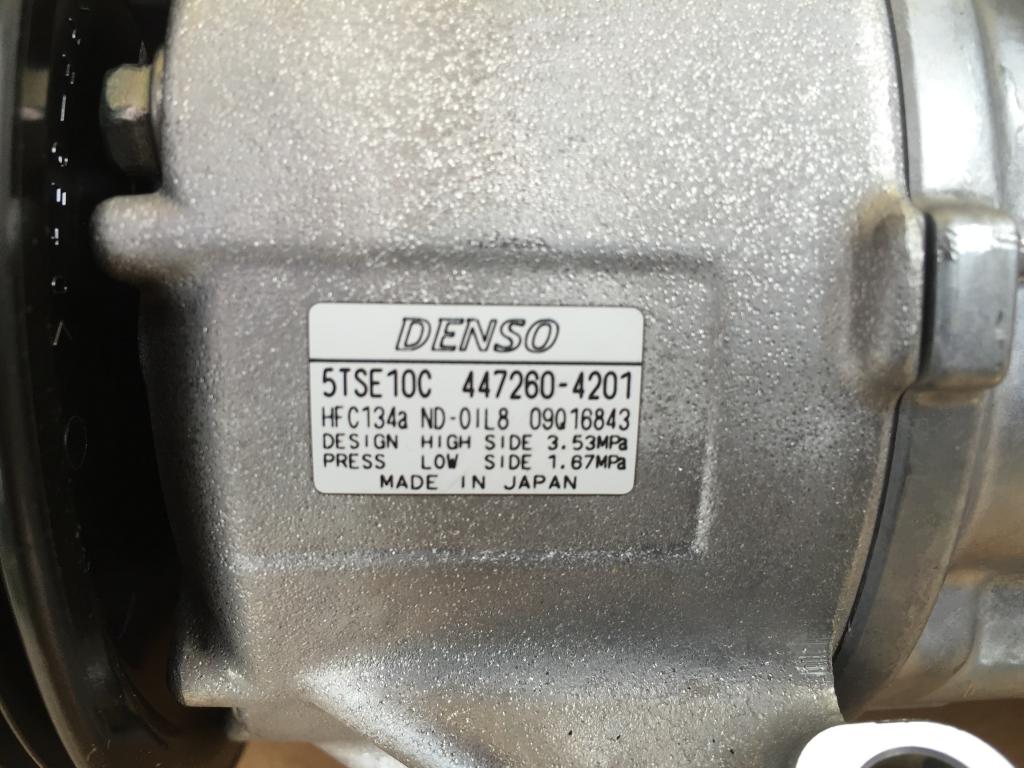 DENSO
5TSE10C 447260-4201
HFC134a ND-OIL8 09Q16843
DESIGN HIGH SIDE 3.53MPa
PRESS LOW SIDE 1.67MPa
MADE IN JAPAN